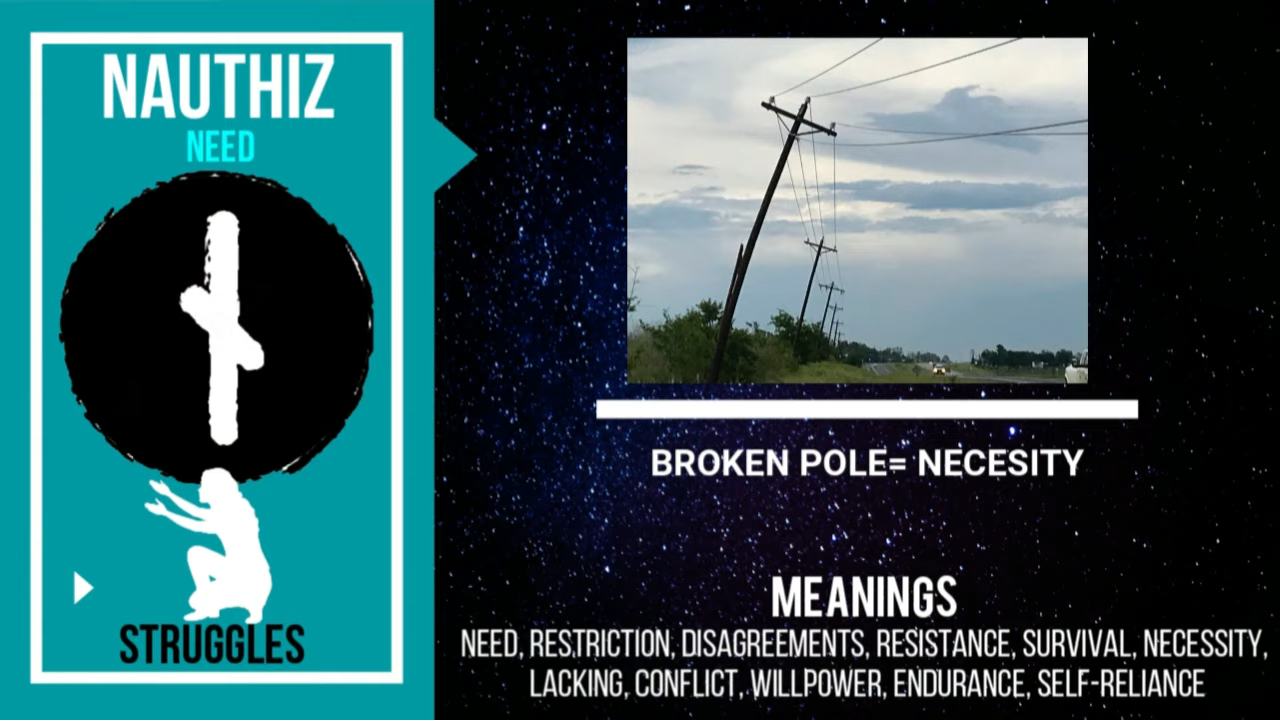 NAUTHIZ
NEED
STRUGGLES
BROKEN POLE= NECESITY
MEANINGS
NEED, RESTRICTION, DISAGREEMENTS, RESISTANCE, SURVIVAL, NECESSITY,
LACKING, CONFLICT, WILLPOWER, ENDURANCE, SELF-RELIANCE